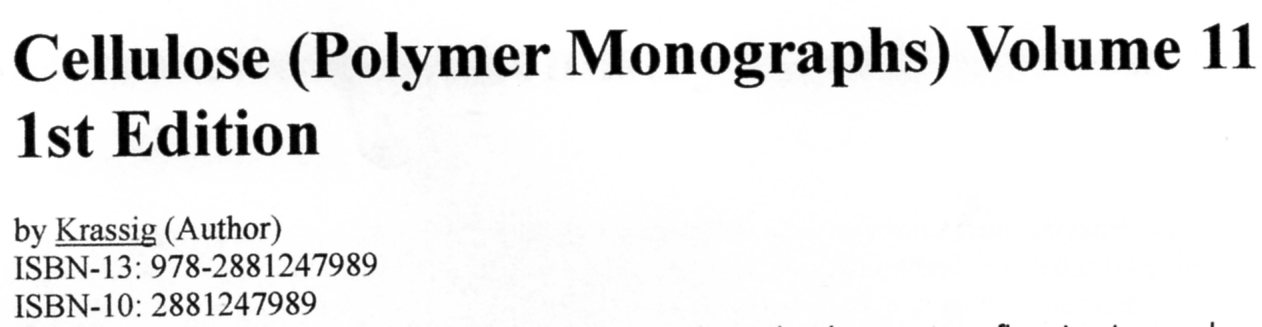 Cellulose (Polymer Monographs) Volume 11
1st Edition
by Krassig (Author)
ISBN-13: 978-2881247989
ISBN-10: 2881247989